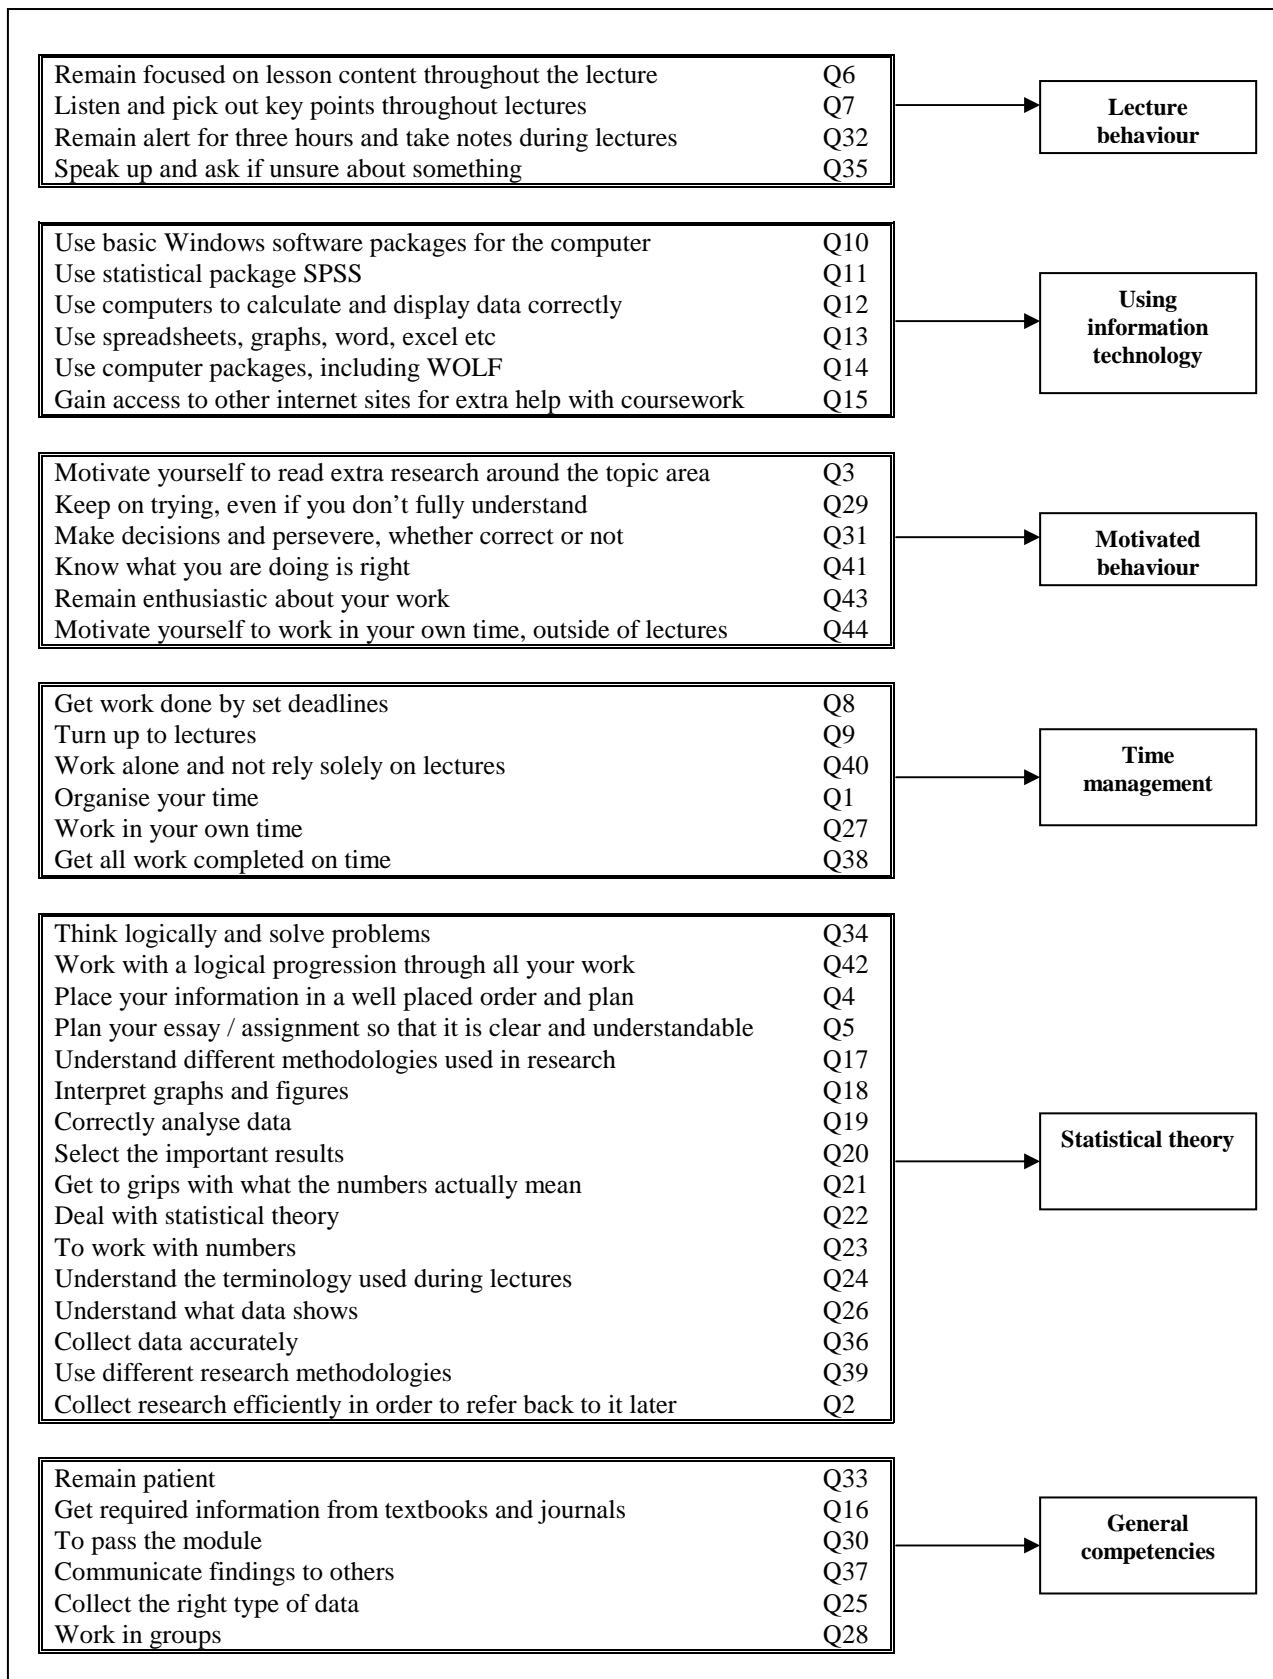 Remain focused on lesson content throughout the lecture Q6
Listen and pick out key points throughout lectures Q7
Remain alert for three hours and take notes during lectures Q32
Speak up and ask if unsure about something Q35
Lecture
behaviour
Use basic Windows software packages for the computer Q10
Use statistical package SPSS Q11
Use computers to calculate and display data correctly Q12
Use spreadsheets, graphs, word, excel etc Q13
Use computer packages, including WOLF Q14
Gain access to other internet sites for extra help with coursework Q15
Using
information
technology
Motivate yourself to read extra research around the topic area Q3
Keep on trying, even if you don’t fully understand Q29
Make decisions and persevere, whether correct or not Q31
Know what you are doing is right Q41
Remain enthusiastic about your work Q43
Motivate yourself to work in your own time, outside of lectures Q44
Motivated
behaviour
Get work done by set deadlines Q8
Turn up to lectures Q9
Work alone and not rely solely on lectures Q40
Organise your time Q1
Work in your own time Q27
Get all work completed on time Q38
Time
management
Think logically and solve problems Q34
Work with a logical progression through all your work Q42
Place your information in a well placed order and plan Q4
Plan your essay / assignment so that it is clear and understandable Q5
Understand different methodologies used in research Q17
Interpret graphs and figures Q18
Correctly analyse data Q19
Select the important results Q20
Get to grips with what the numbers actually mean Q21
Deal with statistical theory Q22
To work with numbers Q23
Understand the terminology used during lectures Q24
Understand what data shows Q26
Collect data accurately Q36
Use different research methodologies Q39
Collect research efficiently in order to refer back to it later Q2
Statistical theory
Remain patient Q33
Get required information from textbooks and journals Q16
To pass the module Q30
Communicate findings to others Q37
Collect the right type of data Q25
Work in groups Q28
General
competencies